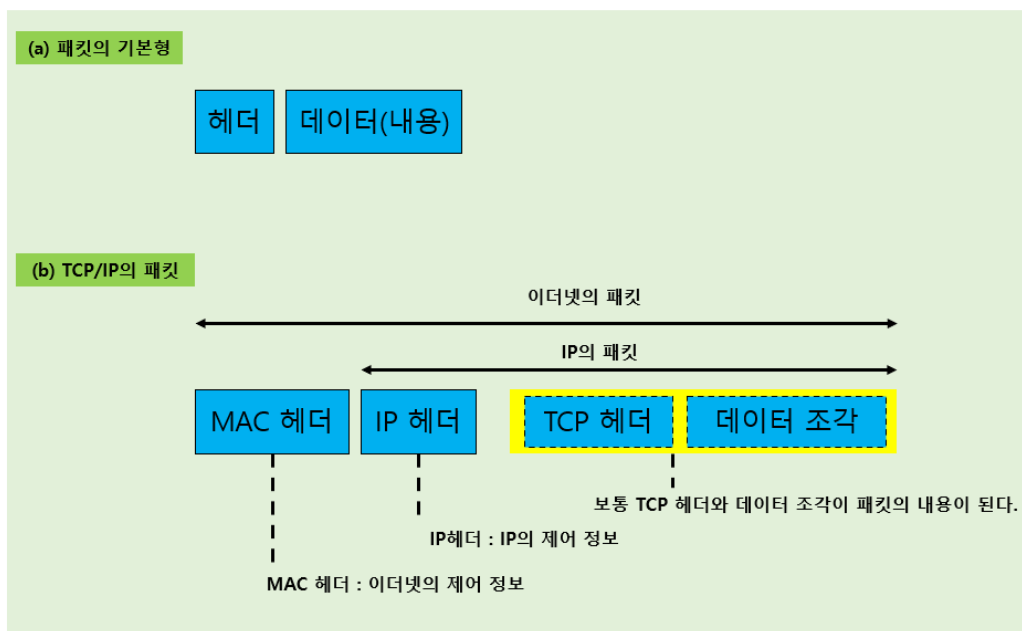 (a) 패킷의 기본형
헤더
데이터(내용)
(b) TCP/IP의 패킷
이더넷의 패킷
IP의 패킷
MAC 헤더
IP 헤더
TCP 헤더
데이터 조각
보통 TCP 헤더와 데이터 조각이 패킷의 내용이 된다.
IP헤더 : IP의 제어 정보
MAC 헤더 : 이더넷의 제어 정보